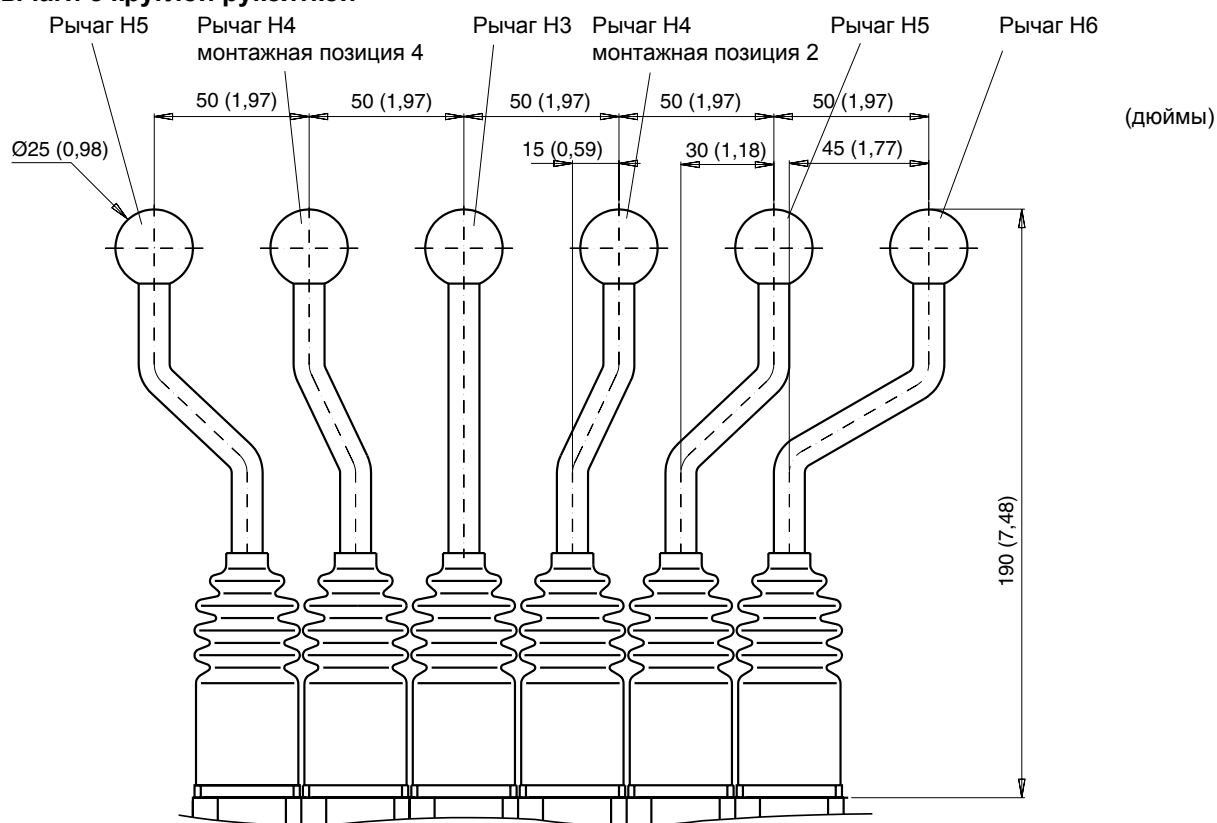 Рычаг H5
Рычаг H4
монтажная позиция 4
Рычаг H3
Рычаг H4
монтажная позиция 2
Рычаг H5
Рычаг H6
50 (1,97)
50 (1,97)
50 (1,97)
50 (1,97)
50 (1,97)
(дюймы)
Ø25 (0,98)
15 (0,59)
30 (1,18)
45 (1,77)
190 (7,48)